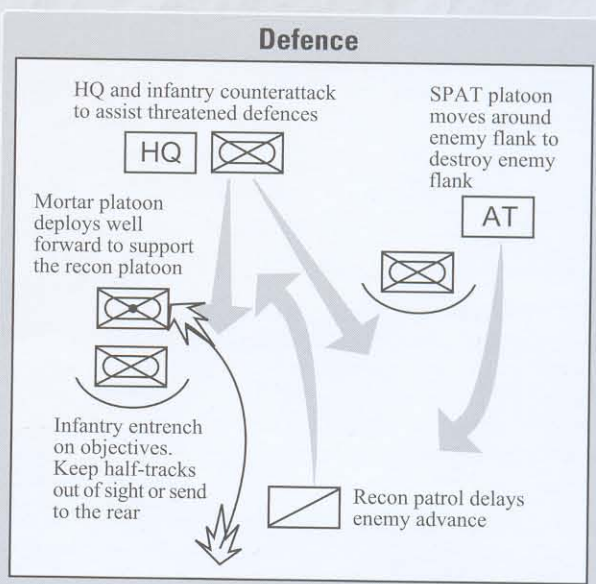 Defence
HQ and infantry counterattack
to assist threatened defences
HQ
SPAT platoon
moves around
enemy flank to
destroy enemy
flank
AT
Mortar platoon
deploys well
forward to support
the recon platoon
Infantry entrench
on objectives.
Keep half-tracks
out of sight or send
to the rear
Recon patrol delays
enemy advance